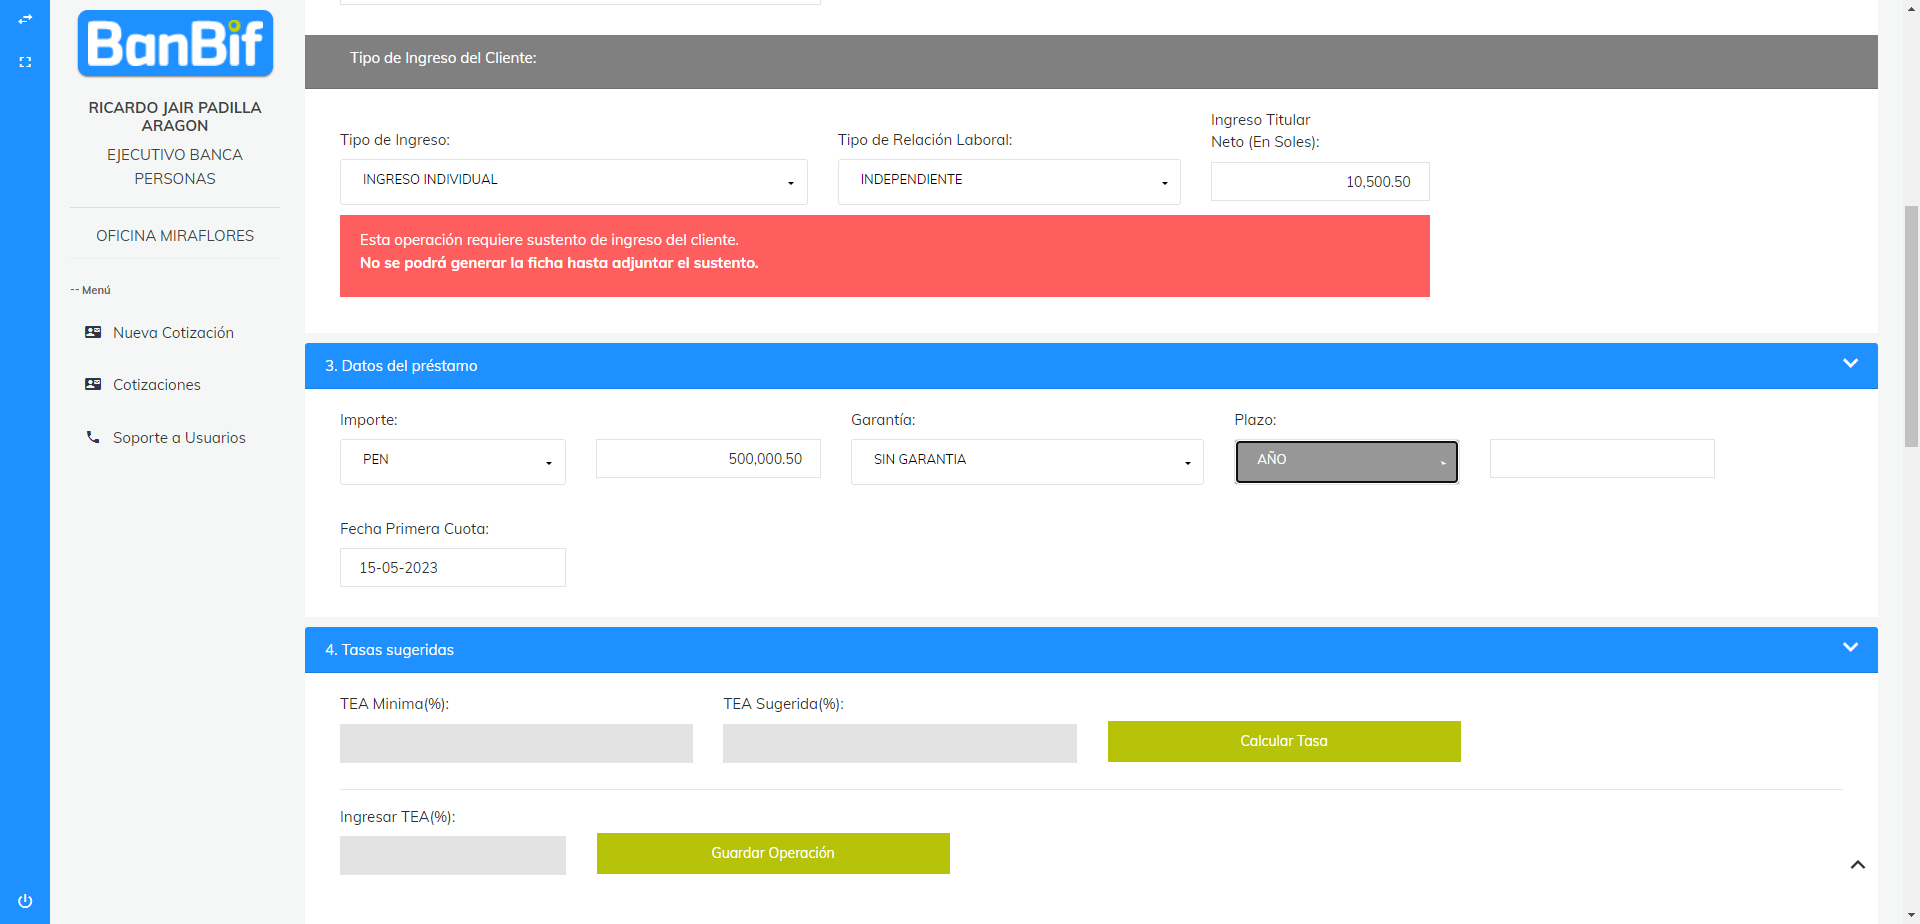 BanBif
RICARDO JAIR PADILLA
ARAGON
EJECUTIVO BANCA
PERSONAS
OFICINA MIRAFLORES
-- Menú
Nueva Cotización
Cotizaciones
Soporte a Usuarios
Tipo de Ingreso del Cliente:
Tipo de Ingreso:
INGRESO INDIVIDUAL
Tipo de Relación Laboral:
INDEPENDIENTE
Ingreso Titular
Neto (En Soles):
10,500.50
Esta operación requiere sustento de ingreso del cliente.
No se podrá generar la ficha hasta adjuntar el sustento.
3. Datos del préstamo
Importe:
PEN
500,000.50
Garantía:
SIN GARANTIA
Plazo:
AÑO
Fecha Primera Cuota:
15-05-2023
4. Tasas sugeridas
TEA Minima(%):
TEA Sugerida(%):
Calcular Tasa
Ingresar TEA(%):
Guardar Operación